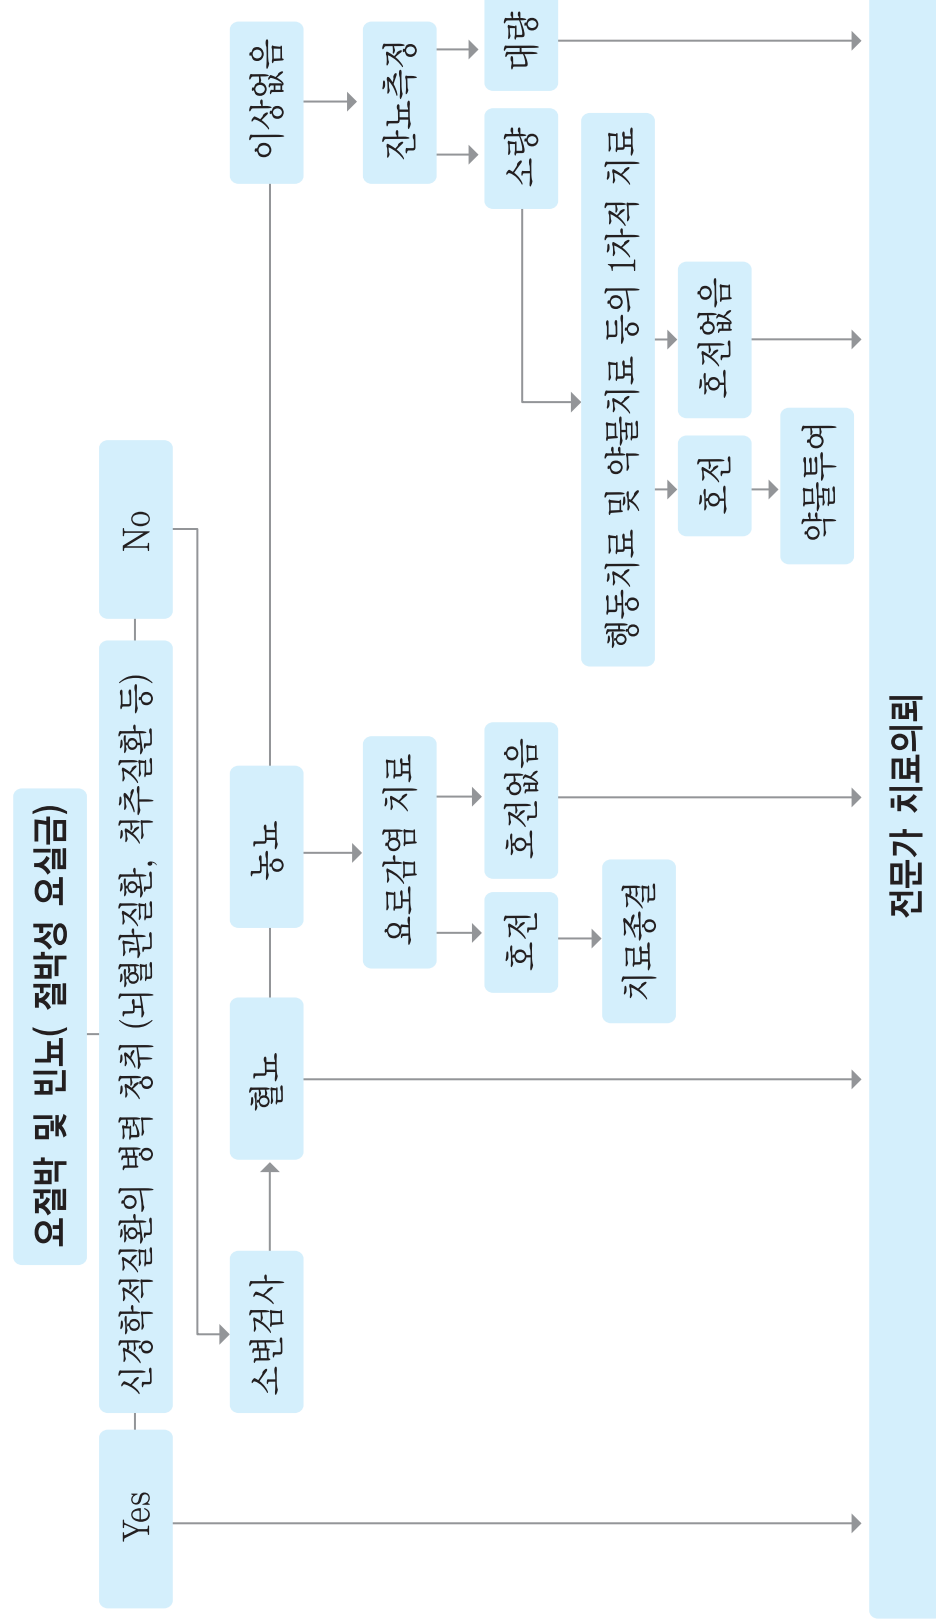 요절박 및 빈뇨( 절박성 요실금)
Yes
신경학적질환의 병력 청취 (뇌혈관질환, 척추질환 등)
No
소변검사
혈뇨
농뇨
이상없음
요로감염 치료
잔뇨측정
호전
호전없음
소량
대량
치료종결
행동치료 및 약물치료 등의 1차적 치료
호전
호전없음
약물투여
전문가 치료의뢰